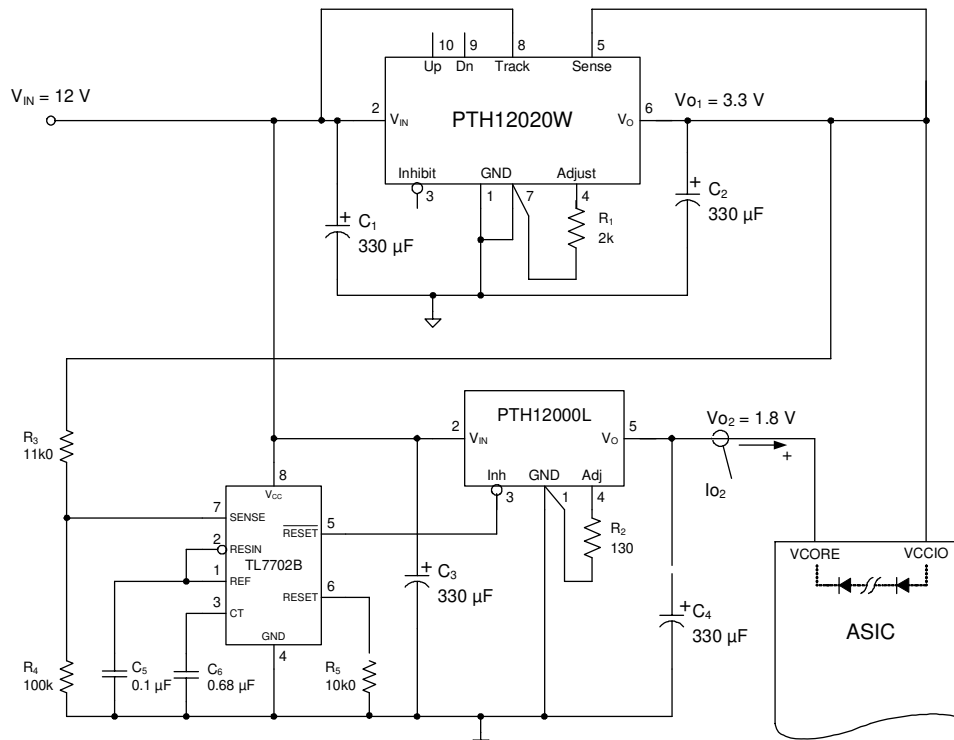 10 9 8 5
Up Dn Track Sense
V_IN = 12 V
2 V_IN PTH12020W V_O 6 Vo₁ = 3.3 V
Inhibit GND Adjust
3 1 7 4
+ C₁
330 µF
R₁
2k
+ C₂
330 µF
R₃
11k0
PTH12000L
2 V_IN V_O 5 Vo₂ = 1.8 V
Inh GND Adj
3 1 4
+
Io₂
R₂
130
8
V_CC
7 SENSE
2 RESIN
TL7702B
1 REF
3 CT
RESET 5
RESET 6
GND
4
+ C₃
330 µF
+ C₄
330 µF
R₄
100k
C₅
0.1 µF
C₆
0.68 µF
R₅
10k0
VCORE VCCIO
ASIC